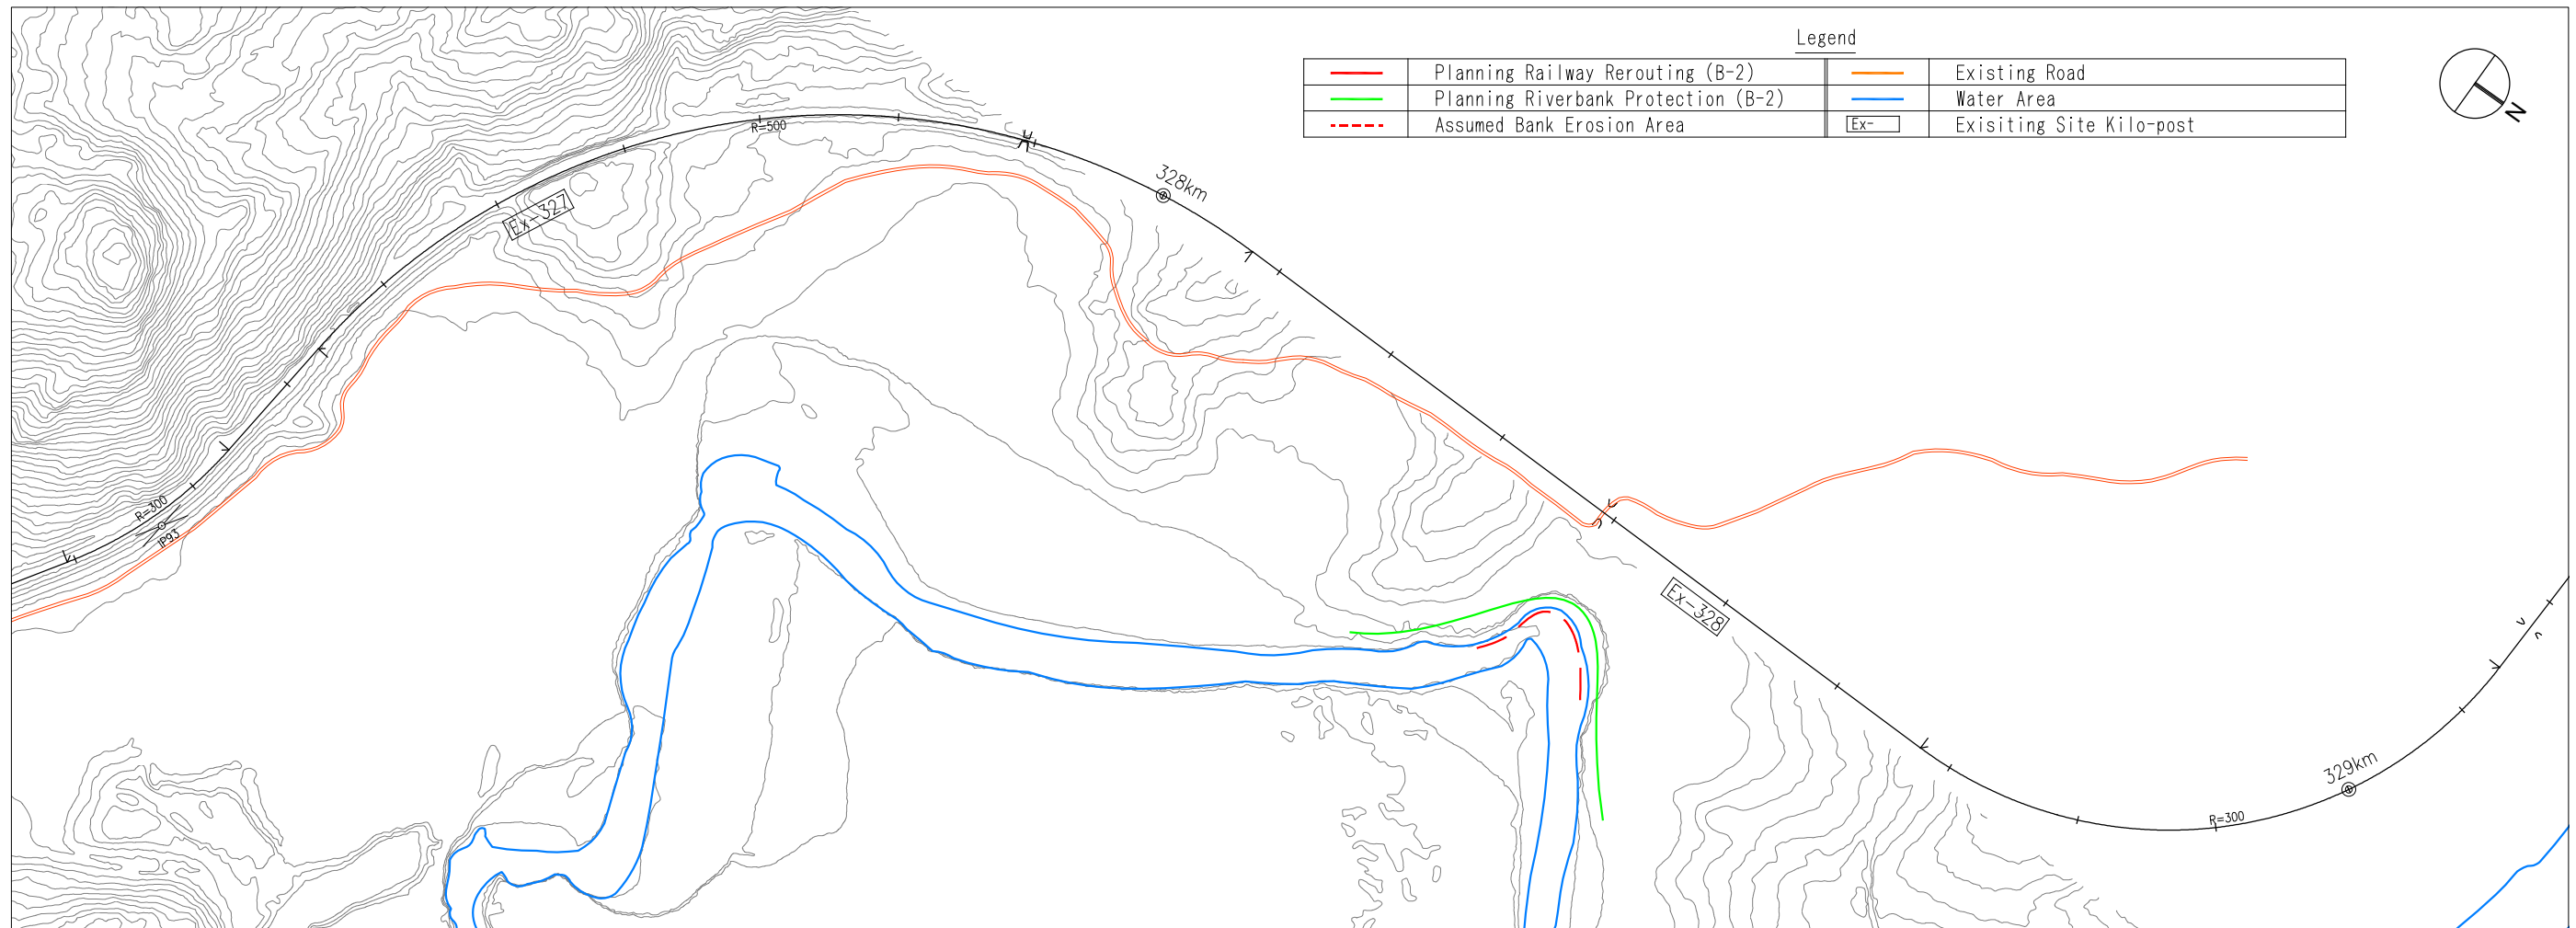 Legend
Planning Railway Rerouting (B-2)
Existing Road
Planning Riverbank Protection (B-2)
Water Area
Assumed Bank Erosion Area
Ex-
Exisiting Site Kilo-post
N
R=500
328km
Ex-327
R=300
IP93
Ex-328
329km
R=300